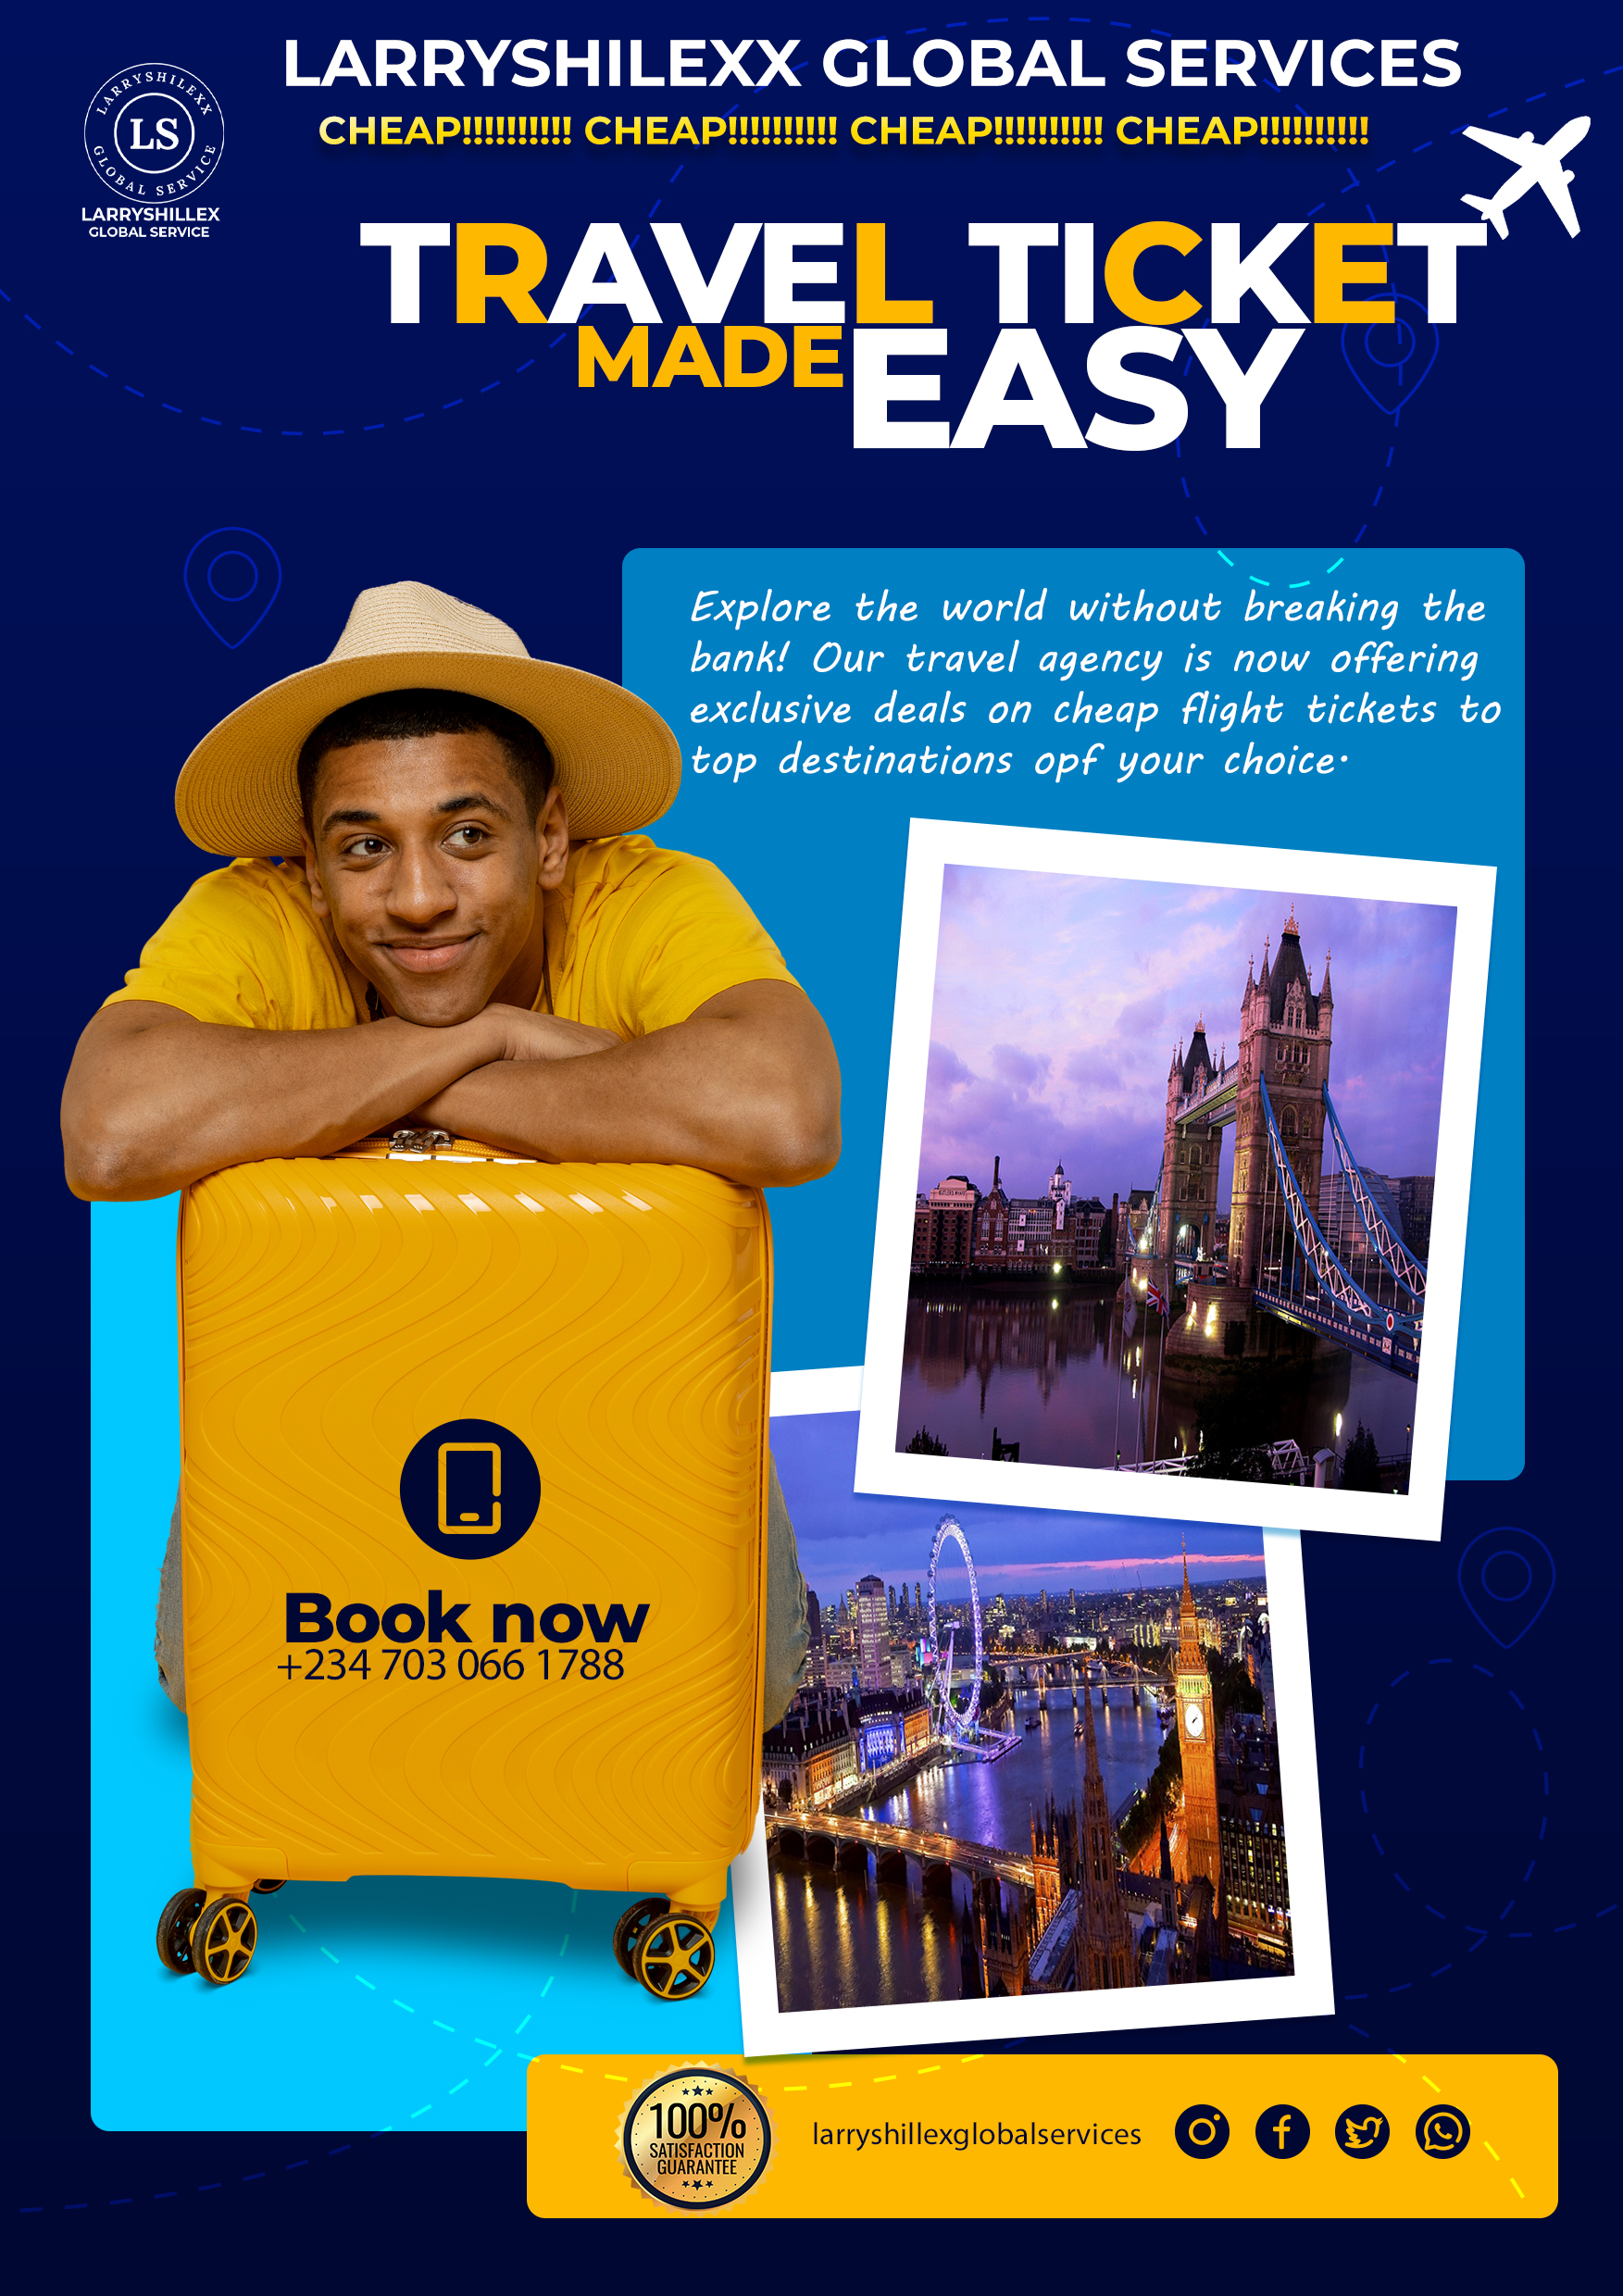 LARRYSHILEXX GLOBAL SERVICES
CHEAP!!!!!!!!!! CHEAP!!!!!!!!!! CHEAP!!!!!!!!!! CHEAP!!!!!!!!!!
LARRYSHILEXX
LS
GLOBAL SERVICE
LARRYSHILLEX
GLOBAL SERVICE
TRAVEL TICKET
MADE EASY
Explore the world without breaking the
bank! Our travel agency is now offering
exclusive deals on cheap flight tickets to
top destinations opf your choice.
Book now
+234 703 066 1788
100%
SATISFACTION
GUARANTEE
larryshillexglobalservices